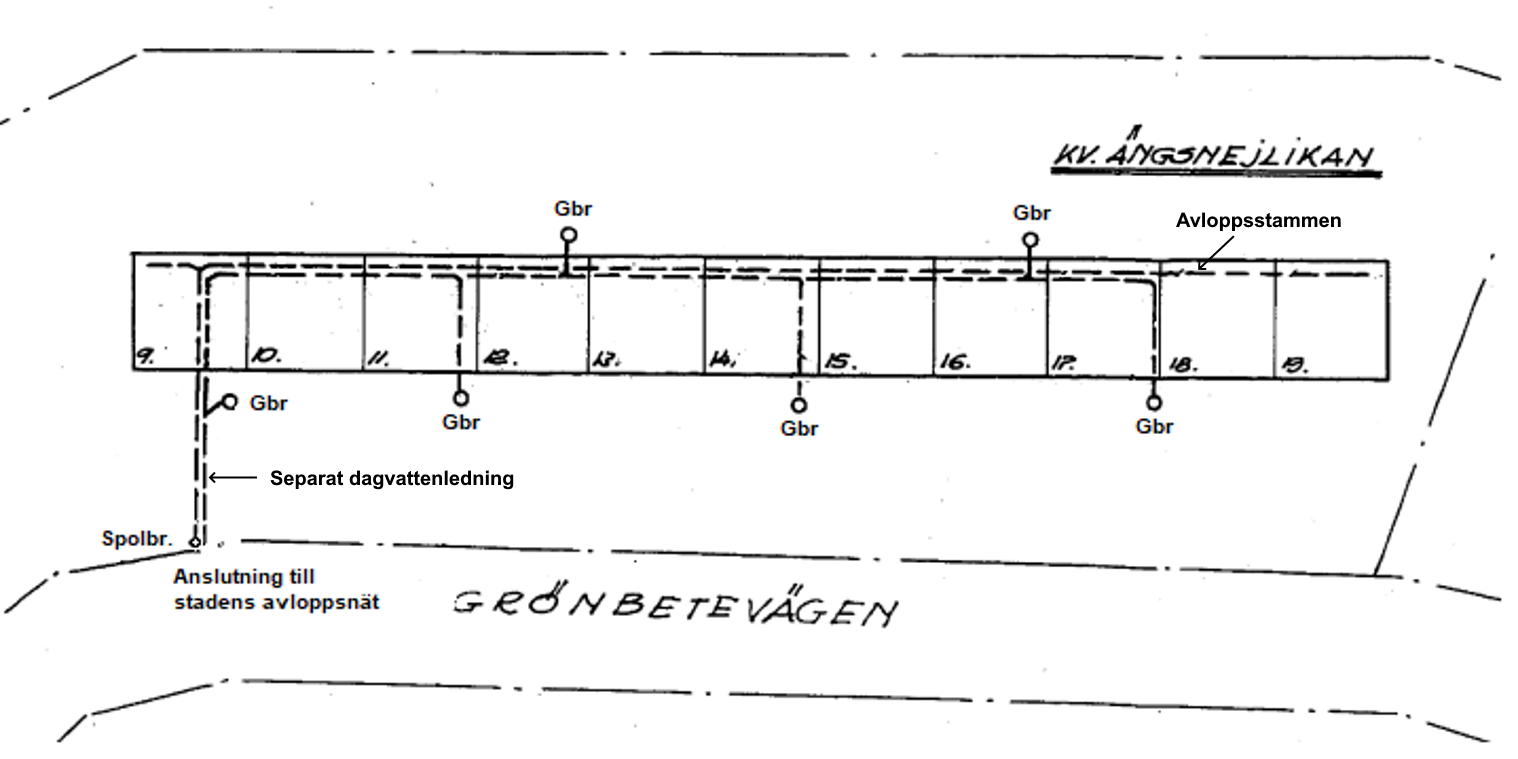 KV. ÄNGSNEJLIKAN
Gbr
Gbr
Avloppsstammen
9.
10.
11.
12.
13.
14.
15.
16.
17.
18.
19.
Gbr
Gbr
Gbr
Gbr
Separat dagvattenledning
Spolbr.
Anslutning till
stadens avloppsnät
GRÖNBETEVÄGEN